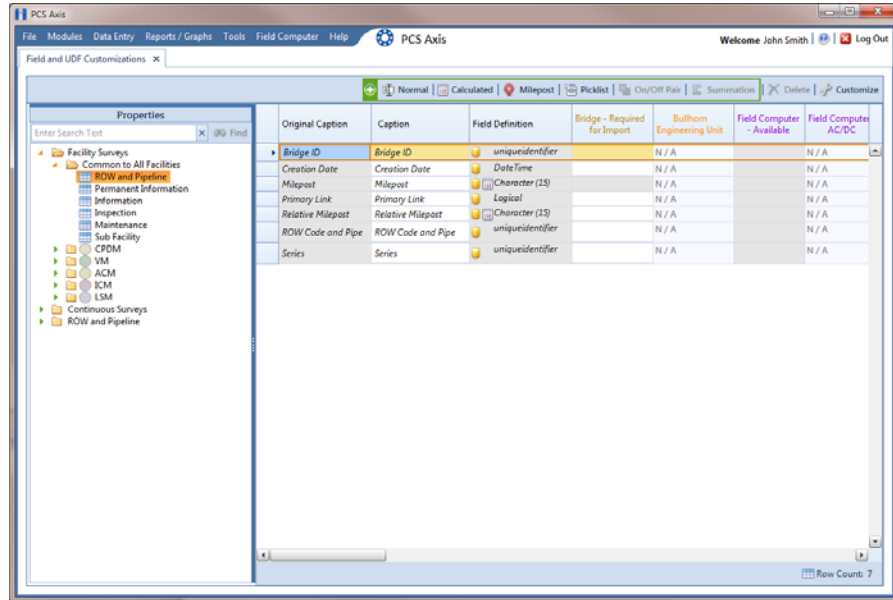 PCS Axis
File Modules Data Entry Reports / Graphs Tools Field Computer Help PCS Axis Welcome John Smith | | Log Out
Field and UDF Customizations
Normal | Calculated | Milepost | Picklist | On/Off Pair | Summation | Delete | Customize
Properties
Enter Search Text Find
Facility Surveys
Common to All Facilities
ROW and Pipeline
Permanent Information
Information
Inspection
Maintenance
Sub Facility
CPDM
VM
ACM
ICM
LSM
Continuous Surveys
ROW and Pipeline
Original Caption Caption Field Definition Bridge - Required for Import Bullhorn Engineering Unit Field Computer - Available Field Computer AC/DC
Bridge ID Bridge ID uniqueidentifier N / A N / A
Creation Date Creation Date DateTime N / A N / A
Milepost Milepost Character (15) N / A N / A
Primary Link Primary Link Logical N / A N / A
Relative Milepost Relative Milepost Character (15) N / A N / A
ROW Code and Pipe ROW Code and Pipe uniqueidentifier N / A N / A
Series Series uniqueidentifier N / A N / A
Row Count: 7